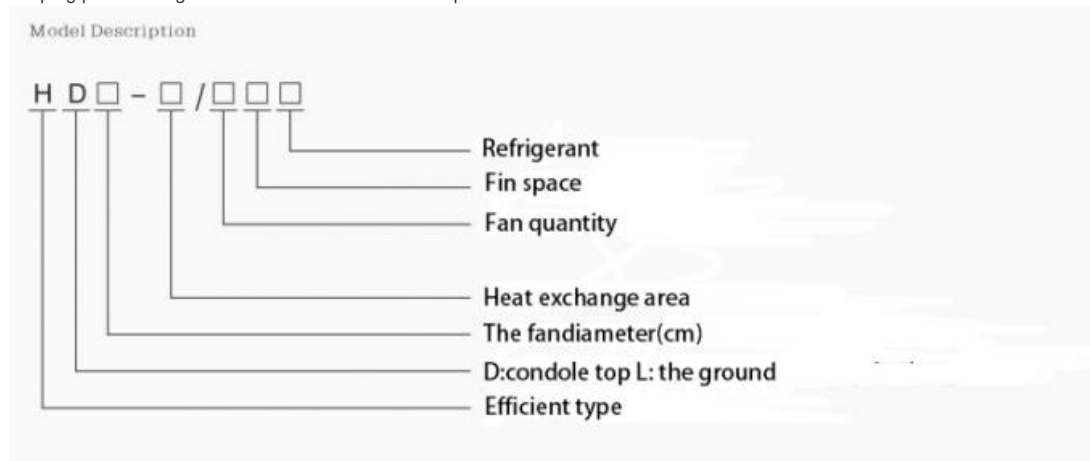 Model Description
H D □ - □ / □ □ □
Refrigerant
Fin space
Fan quantity
Heat exchange area
The fandiameter(cm)
D:condole top L: the ground
Efficient type